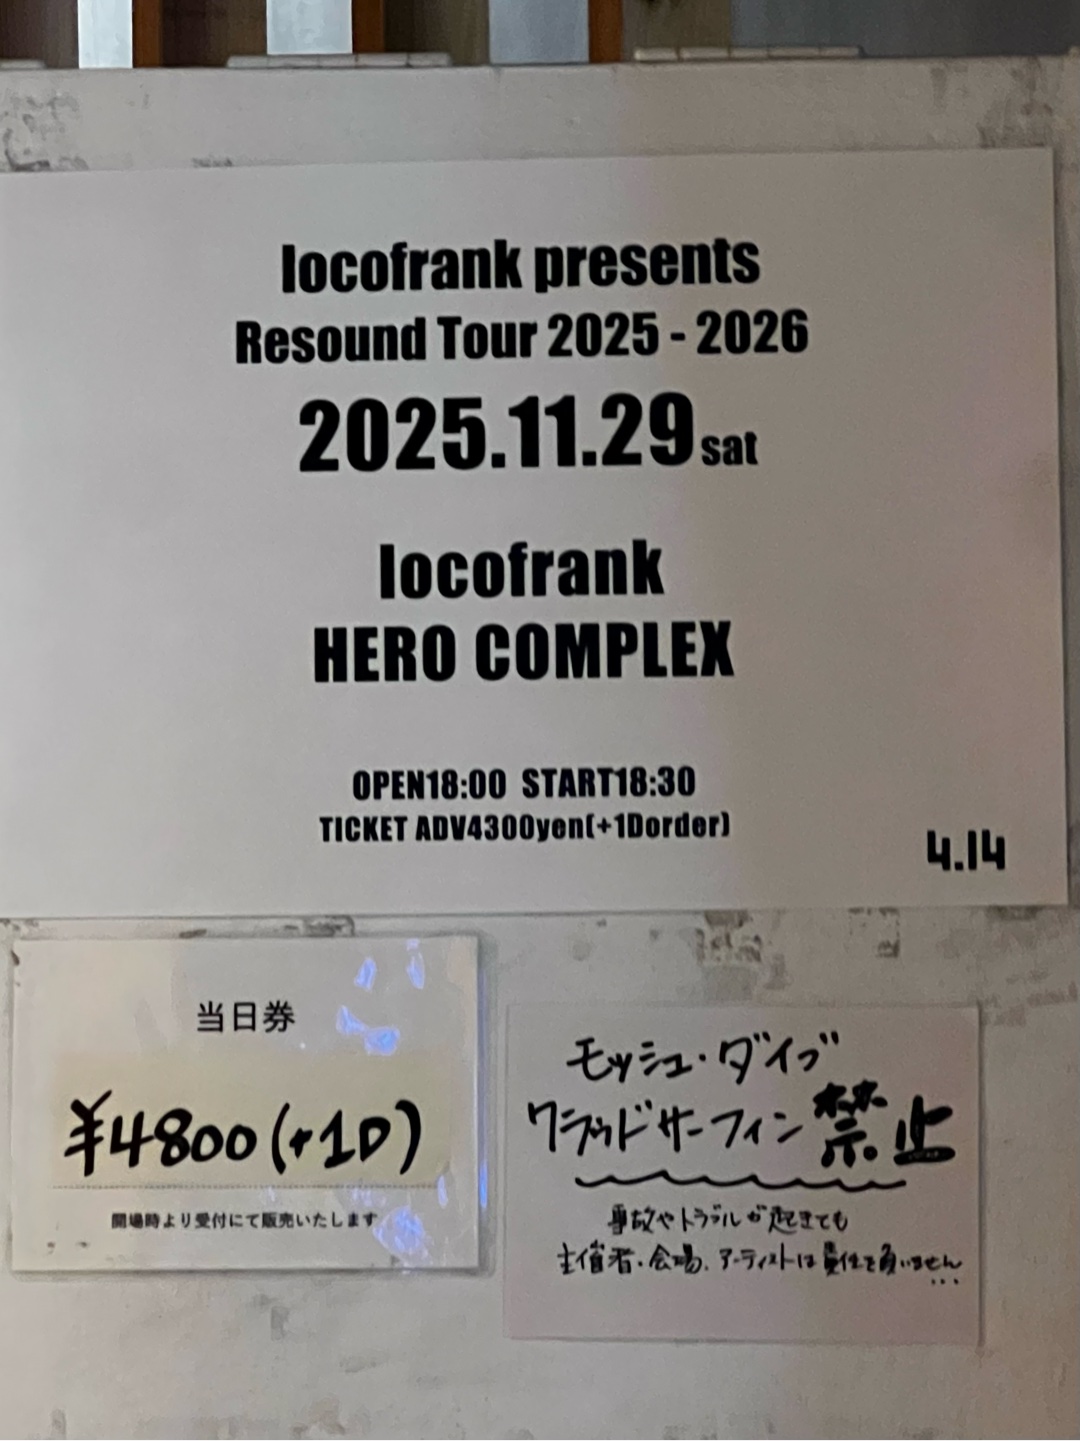 locofrank presents
Resound Tour 2025 - 2026
2025.11.29 sat
locofrank
HERO COMPLEX
OPEN18:00 START18:30
TICKET ADV4300yen(+1Dorder)
4.14
当日券
¥4800(+1D)
開場時より受付にて販売いたします
モッシュ・ダイブ
クラウドサーフィン禁止
事故やトラブルが起きても
主催者・会場、アーティストは責任を負いません…